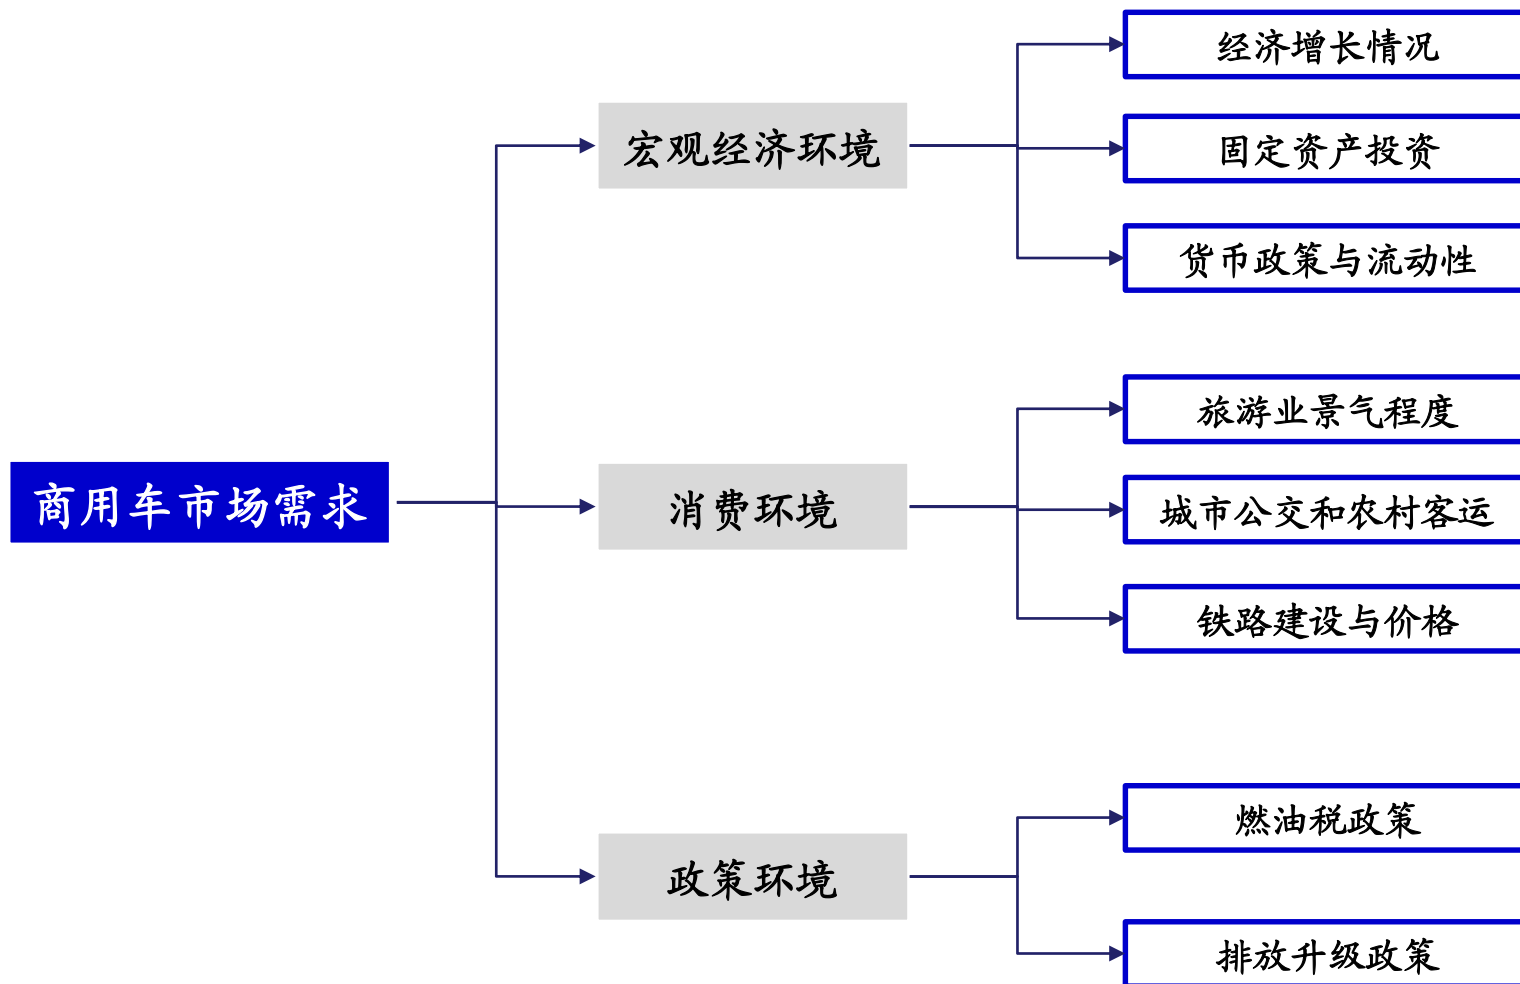 经济增长情况
宏观经济环境
固定资产投资
货币政策与流动性
旅游业景气程度
商用车市场需求
消费环境
城市公交和农村客运
铁路建设与价格
燃油税政策
政策环境
排放升级政策